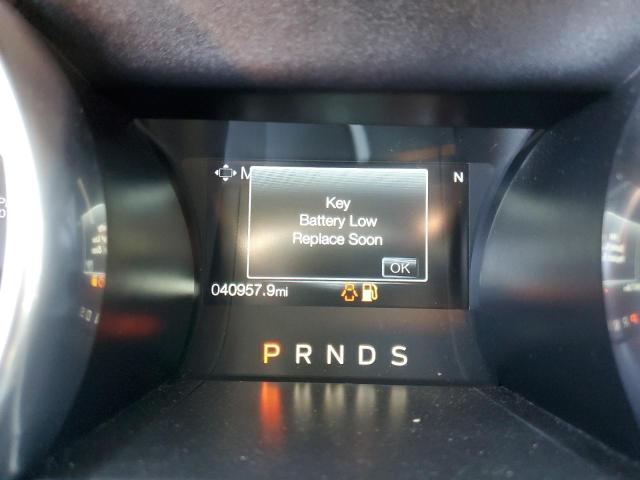 M
N
Key
Battery Low
Replace Soon
OK
040957.9mi
P R N D S